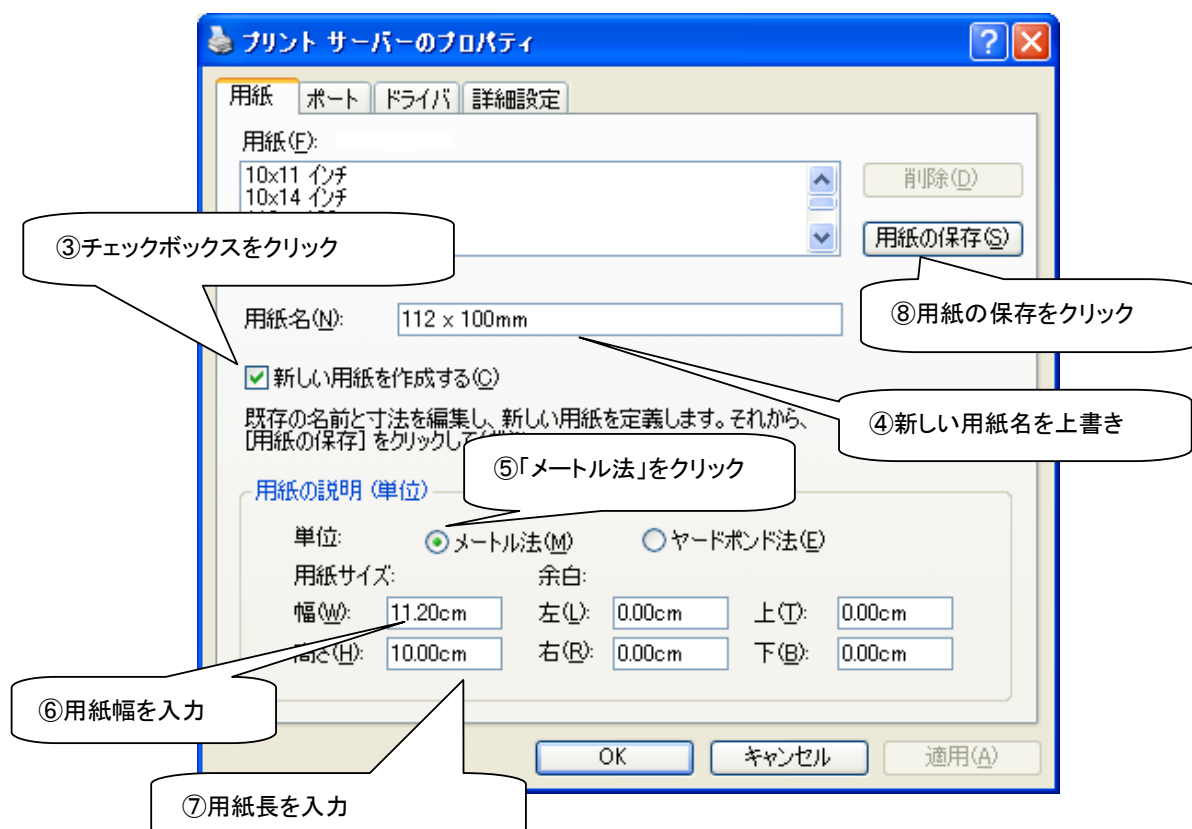 プリント サーバーのプロパティ
用紙 ポート ドライバ 詳細設定
用紙(F):
10x11 インチ
10x14 インチ
削除(D)
用紙の保存(S)
③チェックボックスをクリック
⑧用紙の保存をクリック
用紙名(N): 112 x 100mm
新しい用紙を作成する(C)
④新しい用紙名を上書き
既存の名前と寸法を編集し、新しい用紙を定義します。それから、
[用紙の保存] をクリックして
⑤「メートル法」をクリック
用紙の説明 (単位)
単位: メートル法(M) ヤードポンド法(E)
用紙サイズ: 余白:
幅(W): 11.20cm 左(L): 0.00cm 上(T): 0.00cm
高さ(H): 10.00cm 右(R): 0.00cm 下(B): 0.00cm
⑥用紙幅を入力
OK キャンセル 適用(A)
⑦用紙長を入力